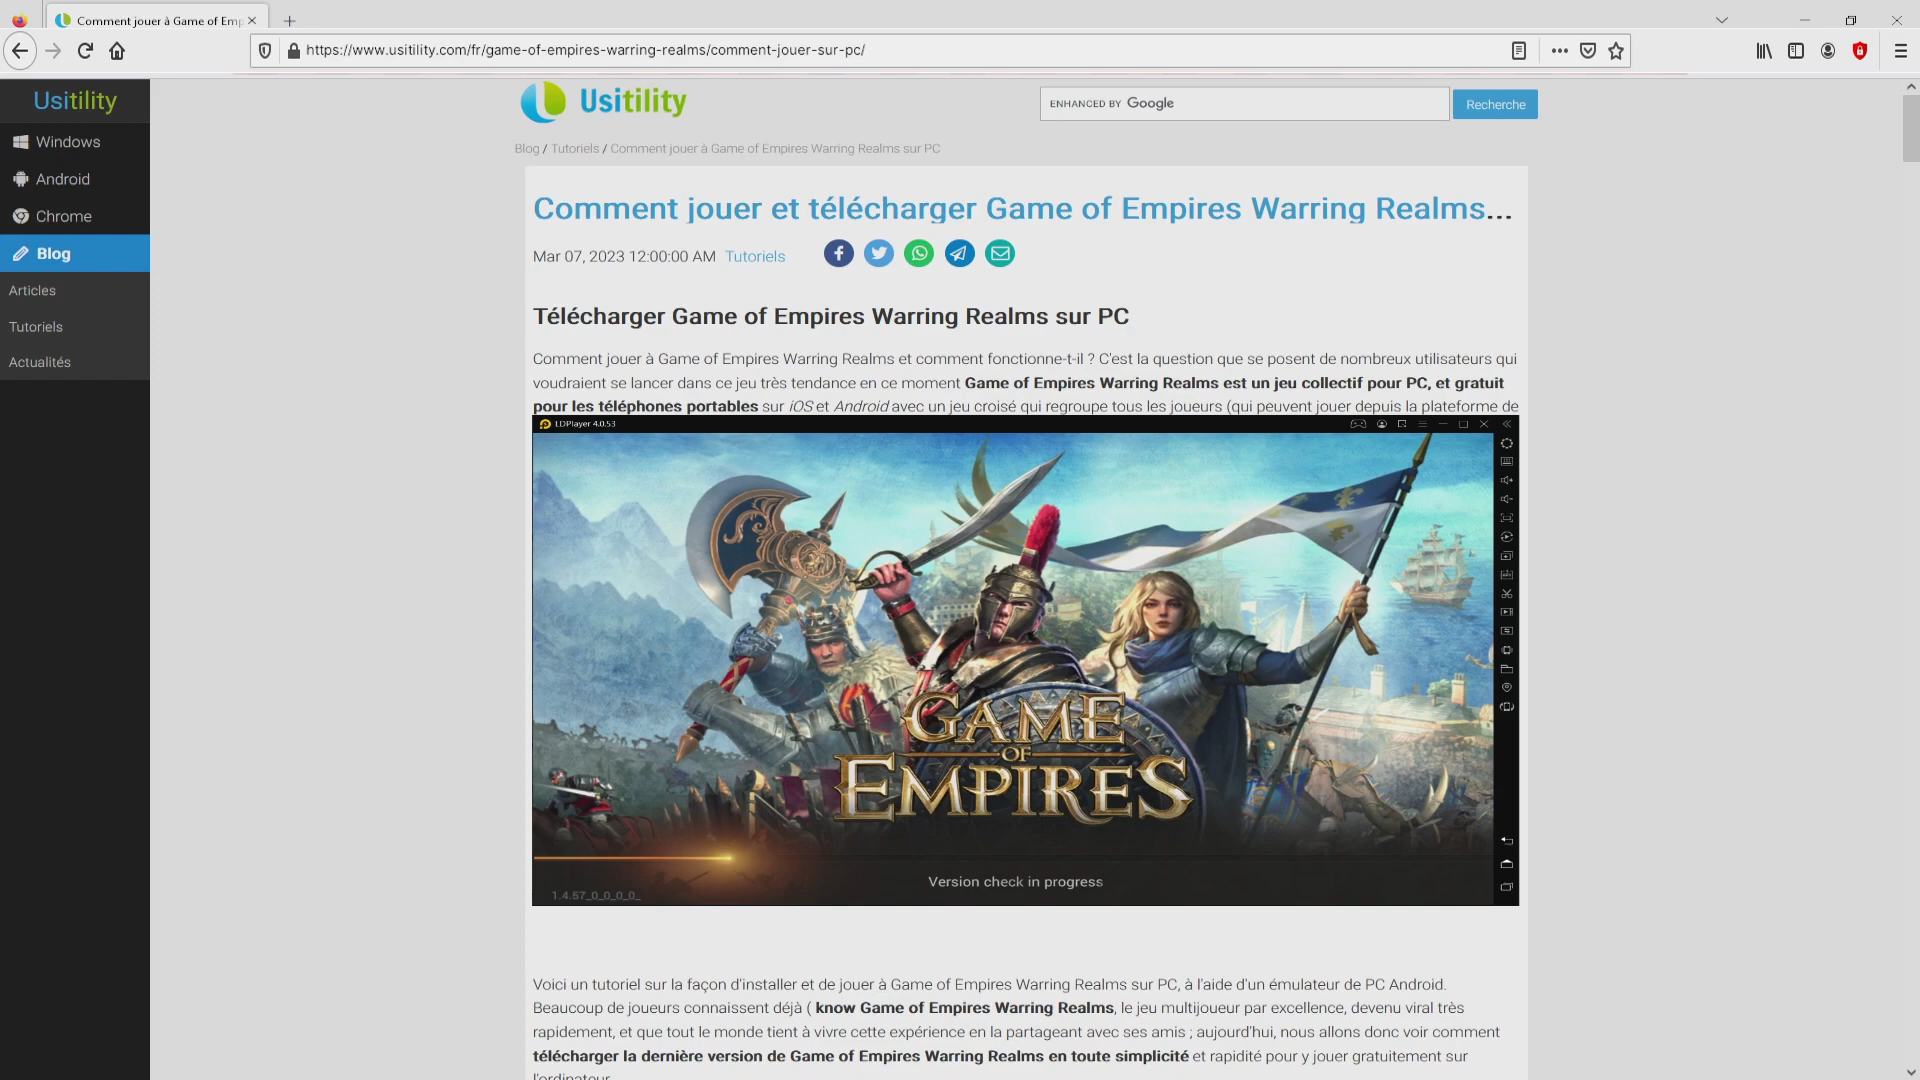 Comment jouer à Game of Emp
https://www.usitility.com/fr/game-of-empires-warring-realms/comment-jouer-sur-pc/
Usitility
Windows
Android
Chrome
Blog
Articles
Tutoriels
Actualités
Usitility
ENHANCED BY Google
Recherche
Blog / Tutoriels / Comment jouer à Game of Empires Warring Realms sur PC
Comment jouer et télécharger Game of Empires Warring Realms...
Mar 07, 2023 12:00:00 AM Tutoriels
Télécharger Game of Empires Warring Realms sur PC
Comment jouer à Game of Empires Warring Realms et comment fonctionne-t-il ? C'est la question que se posent de nombreux utilisateurs qui
voudraient se lancer dans ce jeu très tendance en ce moment Game of Empires Warring Realms est un jeu collectif pour PC, et gratuit
pour les téléphones portables sur iOS et Android avec un jeu croisé qui regroupe tous les joueurs (qui peuvent jouer depuis la plateforme de
LDPlayer 4.0.53
GAME
OF
EMPIRES
Version check in progress
1.4.57_0_0_0_0_
Voici un tutoriel sur la façon d'installer et de jouer à Game of Empires Warring Realms sur PC, à l'aide d'un émulateur de PC Android.
Beaucoup de joueurs connaissent déjà ( know Game of Empires Warring Realms, le jeu multijoueur par excellence, devenu viral très
rapidement, et que tout le monde tient à vivre cette expérience en la partageant avec ses amis ; aujourd'hui, nous allons donc voir comment
télécharger la dernière version de Game of Empires Warring Realms en toute simplicité et rapidité pour y jouer gratuitement sur
l'ordinateur.